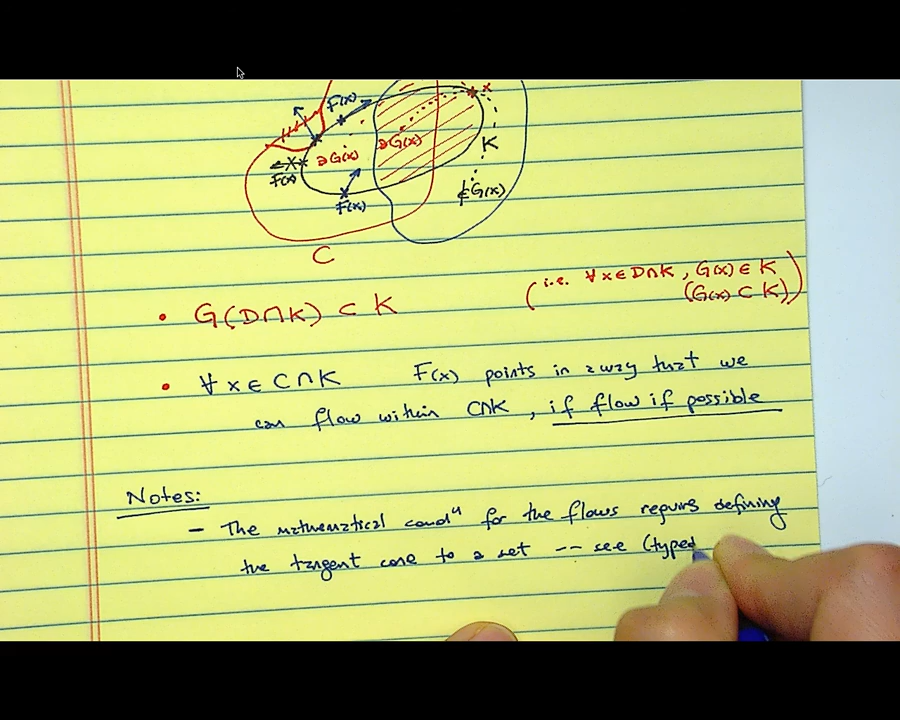 F(x)
x
G(x)
G(x)
F(x)
K
F(x)
∉G(x)
C
• G(D∩K) ⊂ K (i.e. ∀x∈D∩K, G(x) ∈ K
(G(x) ⊂ K))
• ∀x∈C∩K F(x) points in a way that we
can flow within C∩K, if flow if possible
Notes:
- The mathematical condⁿ for the flows requires defining
the tangent cone to a set -- see (typed